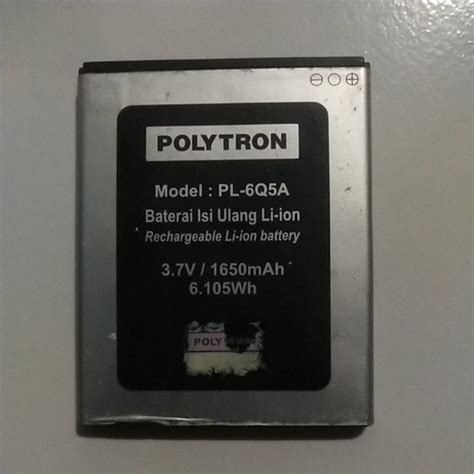 POLYTRON
Model : PL-6Q5A
Baterai Isi Ulang Li-ion
Rechargeable Li-ion battery
3.7V / 1650mAh
6.105Wh
POLY